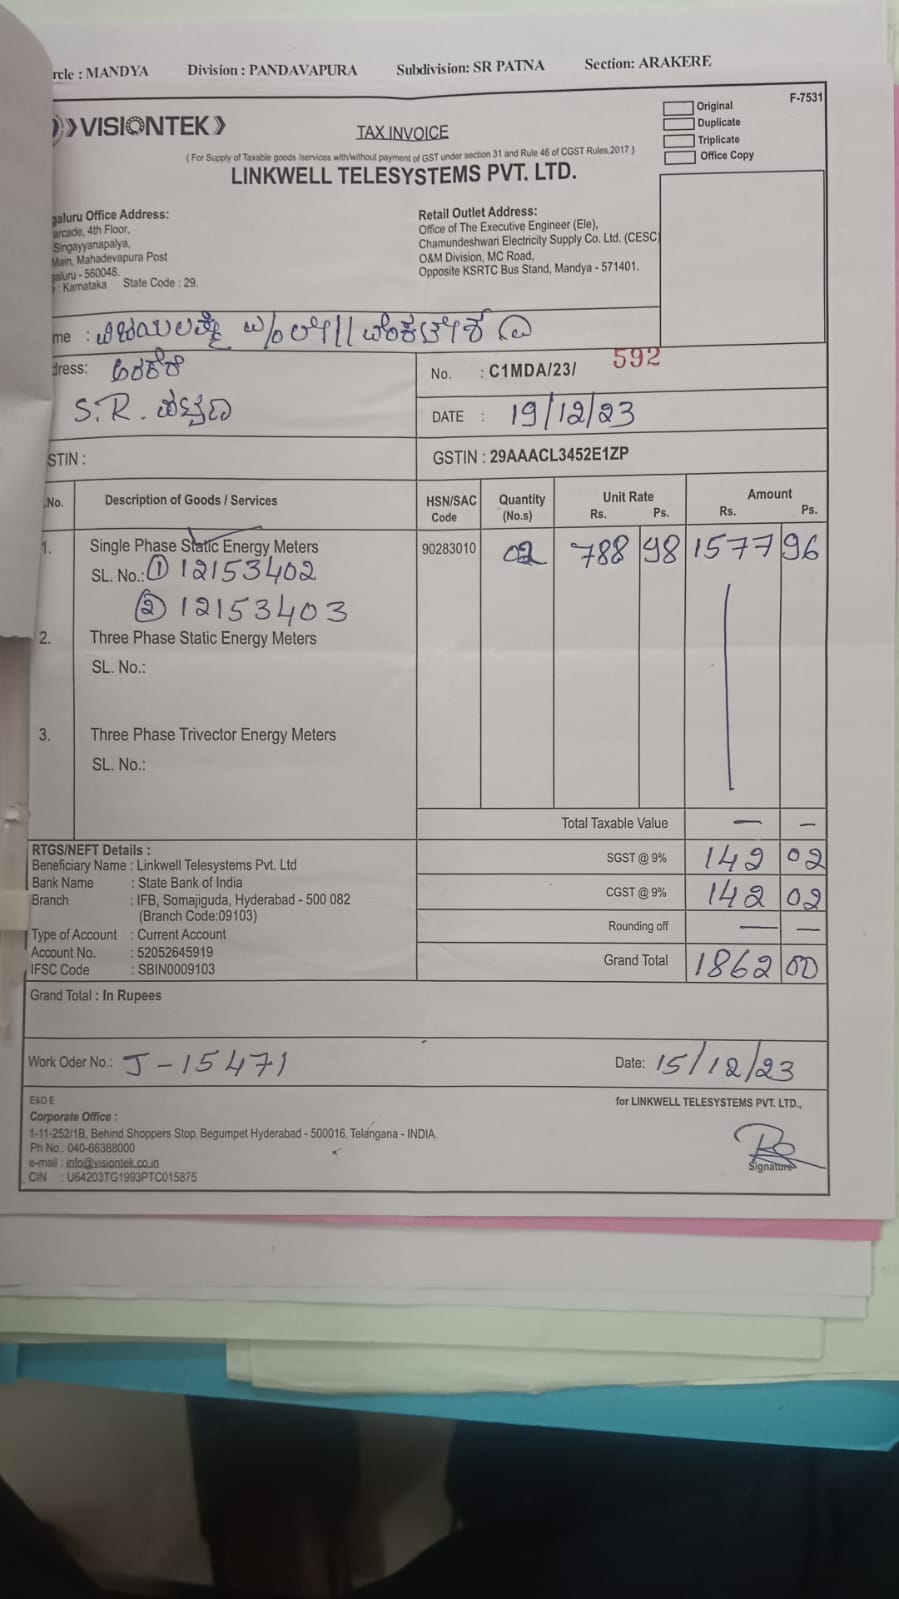 rcle : MANDYA Division : PANDAVAPURA Subdivision: SR PATNA Section: ARAKERE
F-7531
Original
Duplicate
Triplicate
Office Copy
VISIONTEK
TAX INVOICE
( For Supply of Taxable goods /services with/without payment of GST under section 31 and Rule 46 of CGST Rules,2017 )
LINKWELL TELESYSTEMS PVT. LTD.
galuru Office Address:
arcade, 4th Floor,
Singayyanapalya,
Main, Mahadevapura Post
aluru - 560048.
: Karnataka State Code : 29.
Retail Outlet Address:
Office of The Executive Engineer (Ele),
Chamundeshwari Electricity Supply Co. Ltd. (CESC)
O&M Division, MC Road,
Opposite KSRTC Bus Stand, Mandya - 571401.
me :
dress: ಅರಕೆರೆ
S.R. ಪಟ್ಟಣ
No. : C1MDA/23/ 592
DATE : 19/12/23
STIN :
GSTIN : 29AAACL3452E1ZP
.No. Description of Goods / Services HSN/SAC Code Quantity (No.s) Unit Rate Rs. Ps. Amount Rs. Ps.
1. Single Phase Static Energy Meters 90283010 02 788 98 1577 96
SL. No.: ① 12153402
② 12153403
2. Three Phase Static Energy Meters
SL. No.:
3. Three Phase Trivector Energy Meters
SL. No.:
Total Taxable Value — —
RTGS/NEFT Details :
Beneficiary Name : Linkwell Telesystems Pvt. Ltd
Bank Name : State Bank of India
Branch : IFB, Somajiguda, Hyderabad - 500 082
(Branch Code:09103)
Type of Account : Current Account
Account No. : 52052645919
IFSC Code : SBIN0009103
SGST @ 9% 142 02
CGST @ 9% 142 02
Rounding off — —
Grand Total 1862 00
Grand Total : In Rupees
Work Oder No.: J-15471 Date: 15/12/23
E&O E
Corporate Office :
1-11-252/1B, Behind Shoppers Stop, Begumpet Hyderabad - 500016, Telangana - INDIA.
Ph No.: 040-66388000
e-mail : info@visiontek.co.in
CIN : U64203TG1993PTC015875
for LINKWELL TELESYSTEMS PVT. LTD.,
Signature